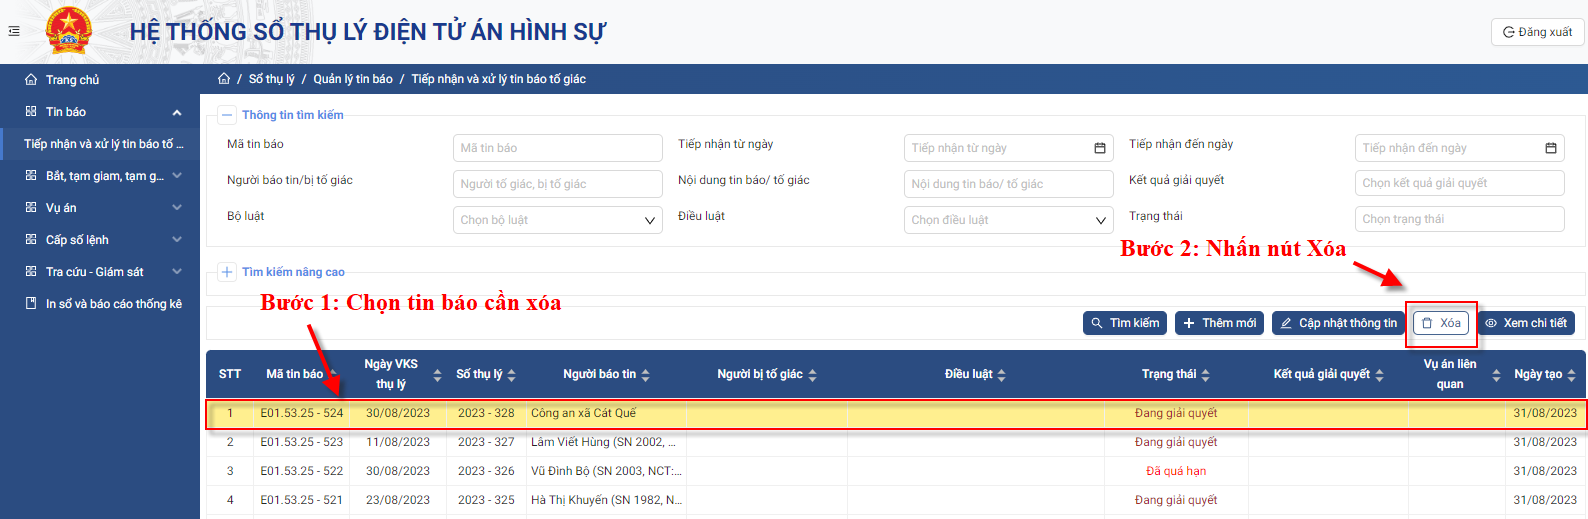 HỆ THỐNG SỔ THỤ LÝ ĐIỆN TỬ ÁN HÌNH SỰ
Đăng xuất
Trang chủ
Tin báo
Tiếp nhận và xử lý tin báo tố ...
Bắt, tạm giam, tạm g...
Vụ án
Cấp số lệnh
Tra cứu - Giám sát
In sổ và báo cáo thống kê
/ Sổ thụ lý / Quản lý tin báo / Tiếp nhận và xử lý tin báo tố giác
Thông tin tìm kiếm
Mã tin báo Mã tin báo Tiếp nhận từ ngày Tiếp nhận từ ngày Tiếp nhận đến ngày Tiếp nhận đến ngày
Người báo tin/bị tố giác Người tố giác, bị tố giác Nội dung tin báo/ tố giác Nội dung tin báo/ tố giác Kết quả giải quyết Chọn kết quả giải quyết
Bộ luật Chọn bộ luật Điều luật Chọn điều luật Trạng thái Chọn trạng thái
Bước 2: Nhấn nút Xóa
Tìm kiếm nâng cao
Bước 1: Chọn tin báo cần xóa
Tìm kiếm Thêm mới Cập nhật thông tin Xóa Xem chi tiết
STT Mã tin báo Ngày VKS thụ lý Số thụ lý Người báo tin Người bị tố giác Điều luật Trạng thái Kết quả giải quyết Vụ án liên quan Ngày tạo
1 E01.53.25 - 524 30/08/2023 2023 - 328 Công an xã Cát Quế Đang giải quyết 31/08/2023
2 E01.53.25 - 523 11/08/2023 2023 - 327 Lâm Viết Hùng (SN 2002, ... Đang giải quyết 31/08/2023
3 E01.53.25 - 522 30/08/2023 2023 - 326 Vũ Đình Bộ (SN 2003, NCT:... Đã quá hạn 31/08/2023
4 E01.53.25 - 521 23/08/2023 2023 - 325 Hà Thị Khuyến (SN 1982, N... Đang giải quyết 31/08/2023